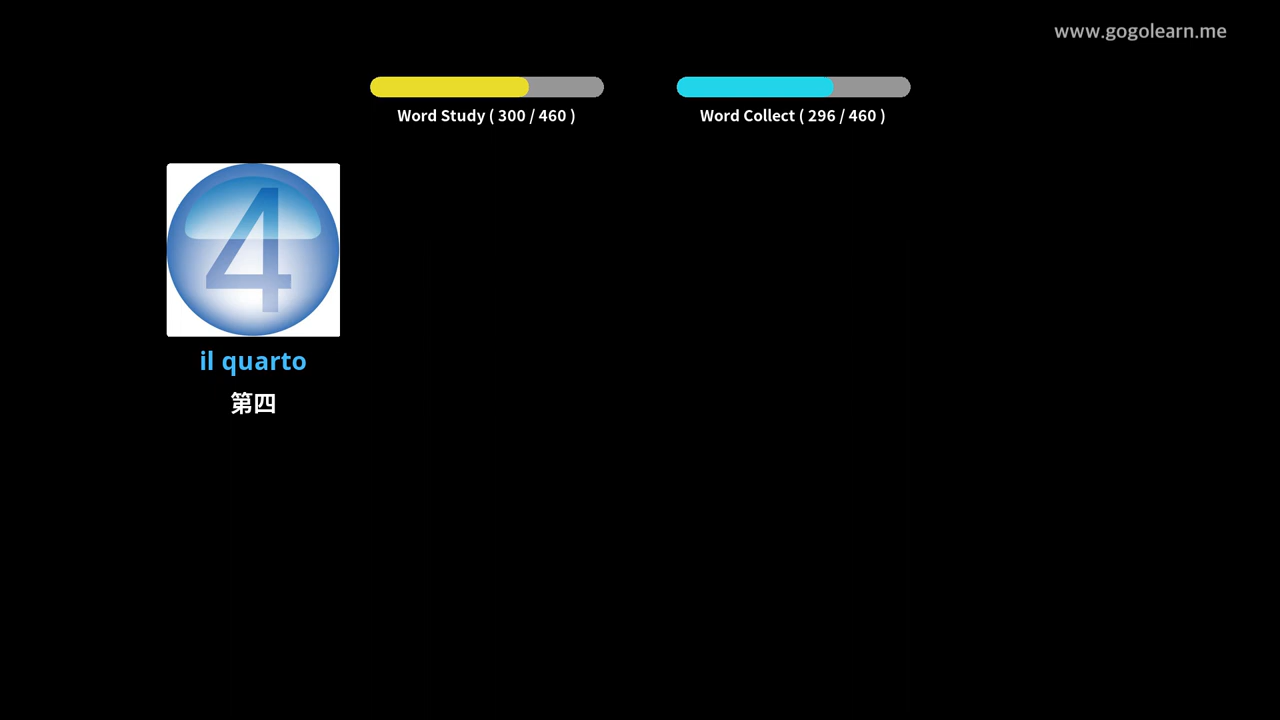 www.gogolearn.me
Word Study ( 300 / 460 )
Word Collect ( 296 / 460 )
4
il quarto
第四